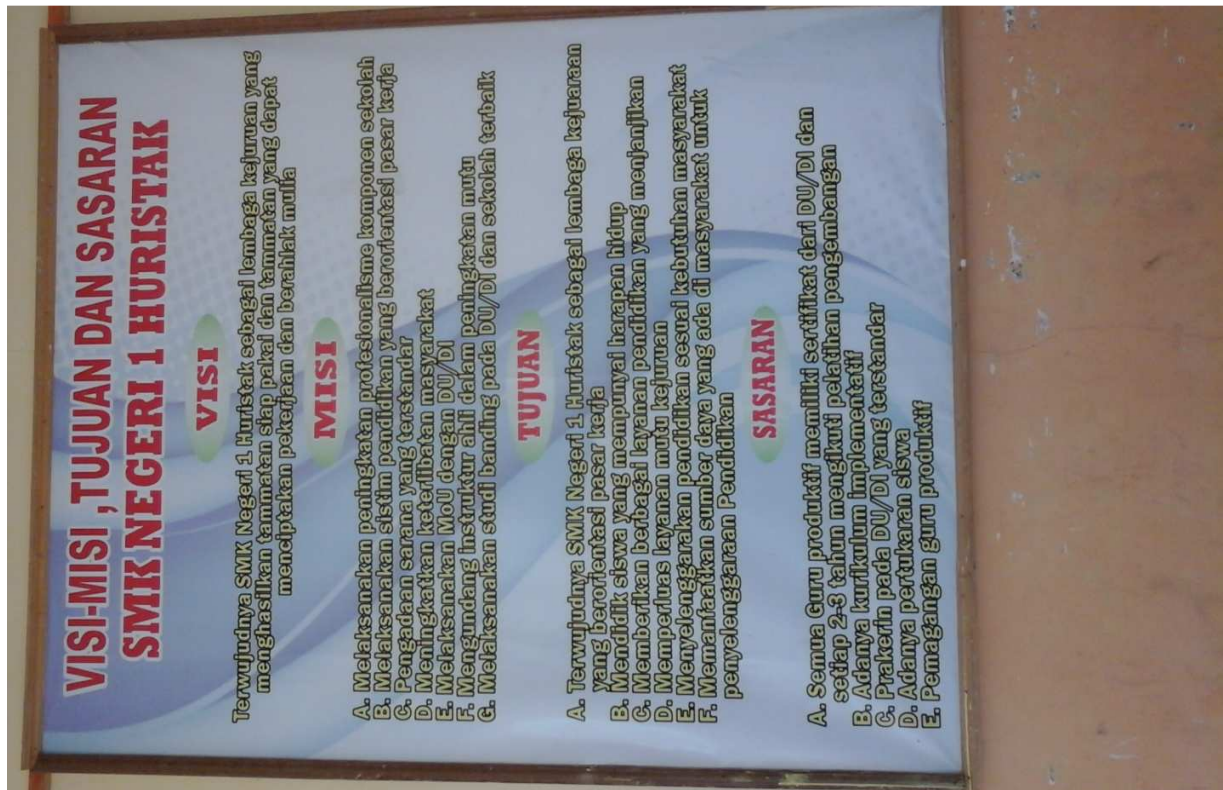 VISI-MISI ,TUJUAN DAN SASARAN
SMK NEGERI 1 HURISTAK
VISI
Terwujudnya SMK Negeri 1 Huristak sebagai lembaga kejuruan yang
menghasilkan tamatan siap pakai dan tammatan yang dapat
menciptakan pekerjaan dan berahlak mulia
MISI
A. Melaksanakan peningkatan profesionalisme komponen sekolah
B. Melaksanakan sistim pendidikan yang berorientasi pasar kerja
C. Pengadaan sarana yang terstandar
D. Meningkatkan keterlibatan masyarakat
E. Melaksanakan MoU dengan DU/DI
F. Mengundang instruktur ahli dalam peningkatan mutu
G. Melaksanakan studi banding pada DU/DI dan sekolah terbaik
TUJUAN
A. Terwujudnya SMK Negeri 1 Huristak sebagai lembaga kejuaraan
yang berorientasi pasar kerja
B. Mendidik siswa yang mempunyai harapan hidup
C. Memberikan berbagai layanan pendidikan yang menjanjikan
D. Memperluas layanan mutu kejuruan
E. Menyelenggarakan pendidikan sesuai kebutuhan masyarakat
F. Memanfaatkan sumber daya yang ada di masyarakat untuk
penyelenggaraan Pendidikan
SASARAN
A. Semua Guru produktif memiliki sertifikat dari DU/DI dan
setiap 2-3 tahun mengikuti pelatihan pengembangan
B. Adanya kurikulum implementatif
C. Prakerin pada DU/DI yang terstandar
D. Adanya pertukaran siswa
E. Pemagangan guru produktif